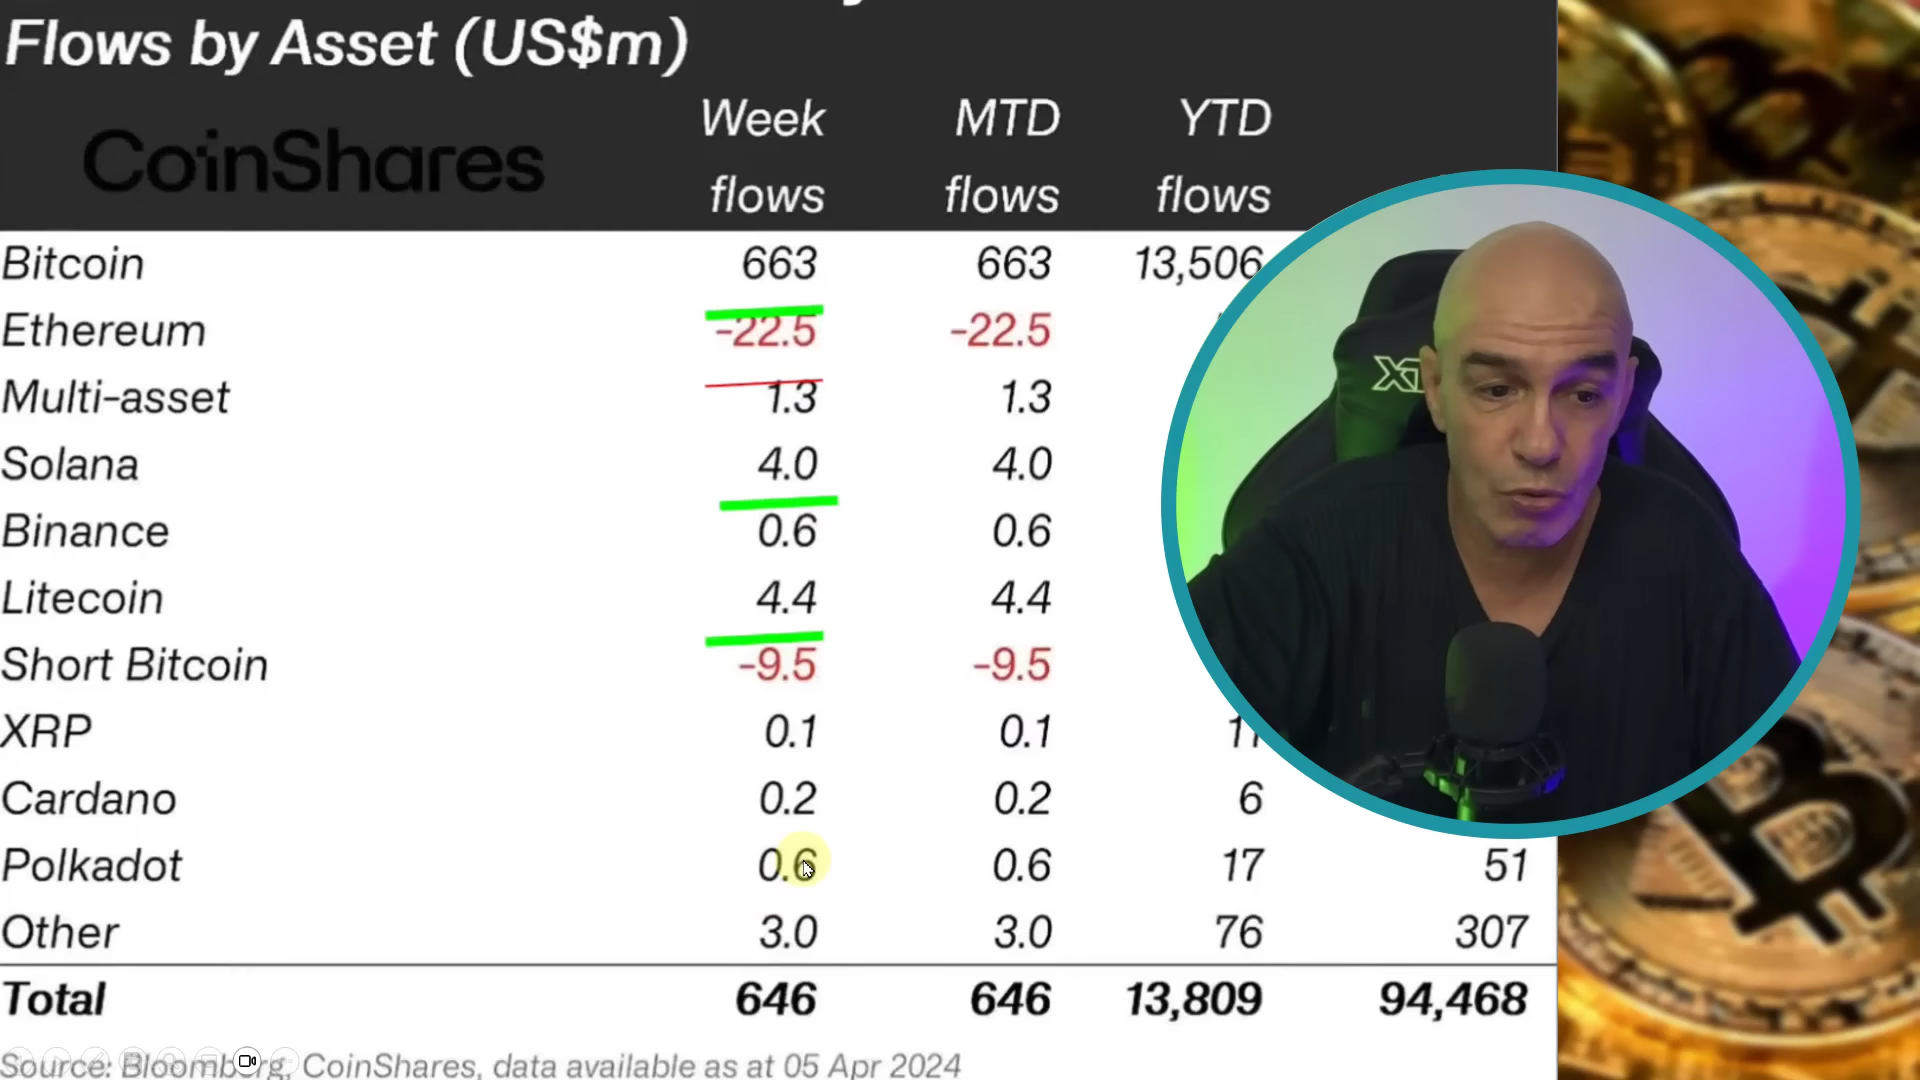 Flows by Asset (US$m)
CoinShares
Week flows MTD flows YTD flows
Bitcoin 663 663 13,506
Ethereum -22.5 -22.5
Multi-asset 1.3 1.3
Solana 4.0 4.0
Binance 0.6 0.6
Litecoin 4.4 4.4
Short Bitcoin -9.5 -9.5
XRP 0.1 0.1
Cardano 0.2 0.2 6
Polkadot 0.6 0.6 17 51
Other 3.0 3.0 76 307
Total 646 646 13,809 94,468
Source: Bloomberg, CoinShares, data available as at 05 Apr 2024